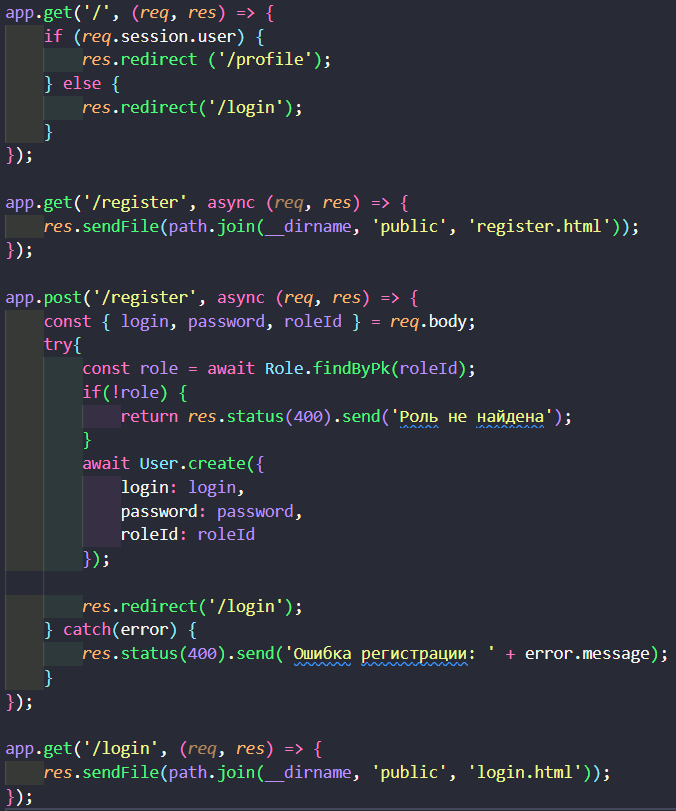 app.get('/', (req, res) => {
    if (req.session.user) {
        res.redirect ('/profile');
    } else {
        res.redirect('/login');
    }
});

app.get('/register', async (req, res) => {
    res.sendFile(path.join(__dirname, 'public', 'register.html'));
});

app.post('/register', async (req, res) => {
    const { login, password, roleId } = req.body;
    try{
        const role = await Role.findByPk(roleId);
        if(!role) {
            return res.status(400).send('Роль не найдена');
        }
        await User.create({
            login: login,
            password: password,
            roleId: roleId
        });

        res.redirect('/login');
    } catch(error) {
        res.status(400).send('Ошибка регистрации: ' + error.message);
    }
});

app.get('/login', (req, res) => {
    res.sendFile(path.join(__dirname, 'public', 'login.html'));
});